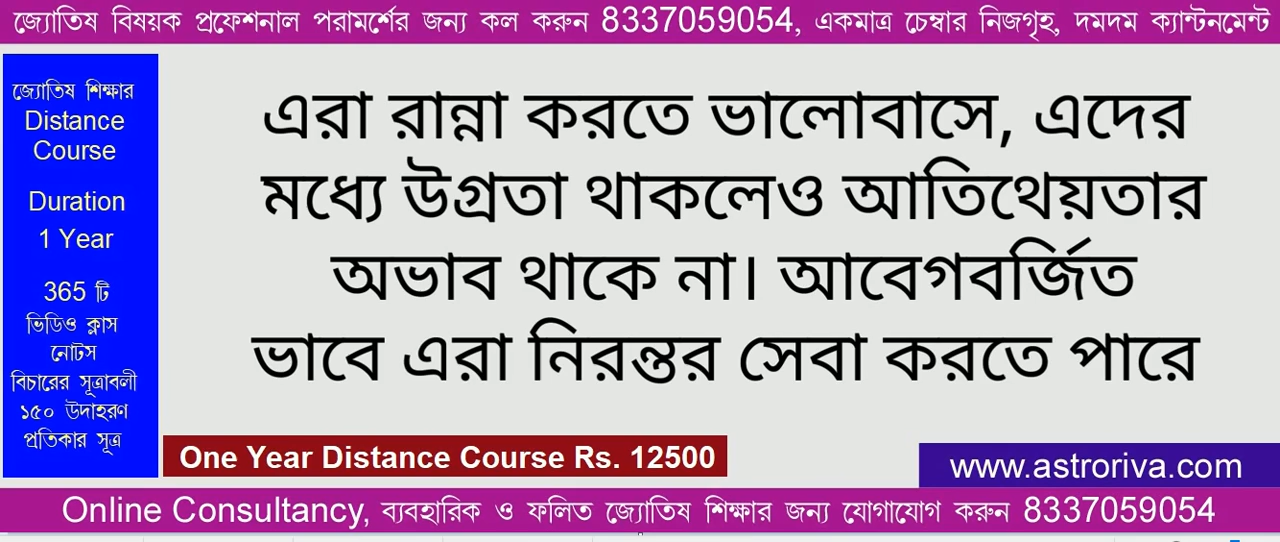 জ্যোতিষ বিষয়ক প্রফেশনাল পরামর্শের জন্য কল করুন 8337059054, একমাত্র চেম্বার নিজগৃহ, দমদম ক্যান্টনমেন্ট
জ্যোতিষ শিক্ষার
Distance
Course
Duration
1 Year
365 টি
ভিডিও ক্লাস
নোটস
বিচারের সূত্রাবলী
১৫০ উদাহরণ
প্রতিকার সূত্র
এরা রান্না করতে ভালোবাসে, এদের
মধ্যে উগ্রতা থাকলেও আতিথেয়তার
অভাব থাকে না। আবেগবর্জিত
ভাবে এরা নিরন্তর সেবা করতে পারে
One Year Distance Course Rs. 12500
www.astroriva.com
Online Consultancy, ব্যবহারিক ও ফলিত জ্যোতিষ শিক্ষার জন্য যোগাযোগ করুন 8337059054